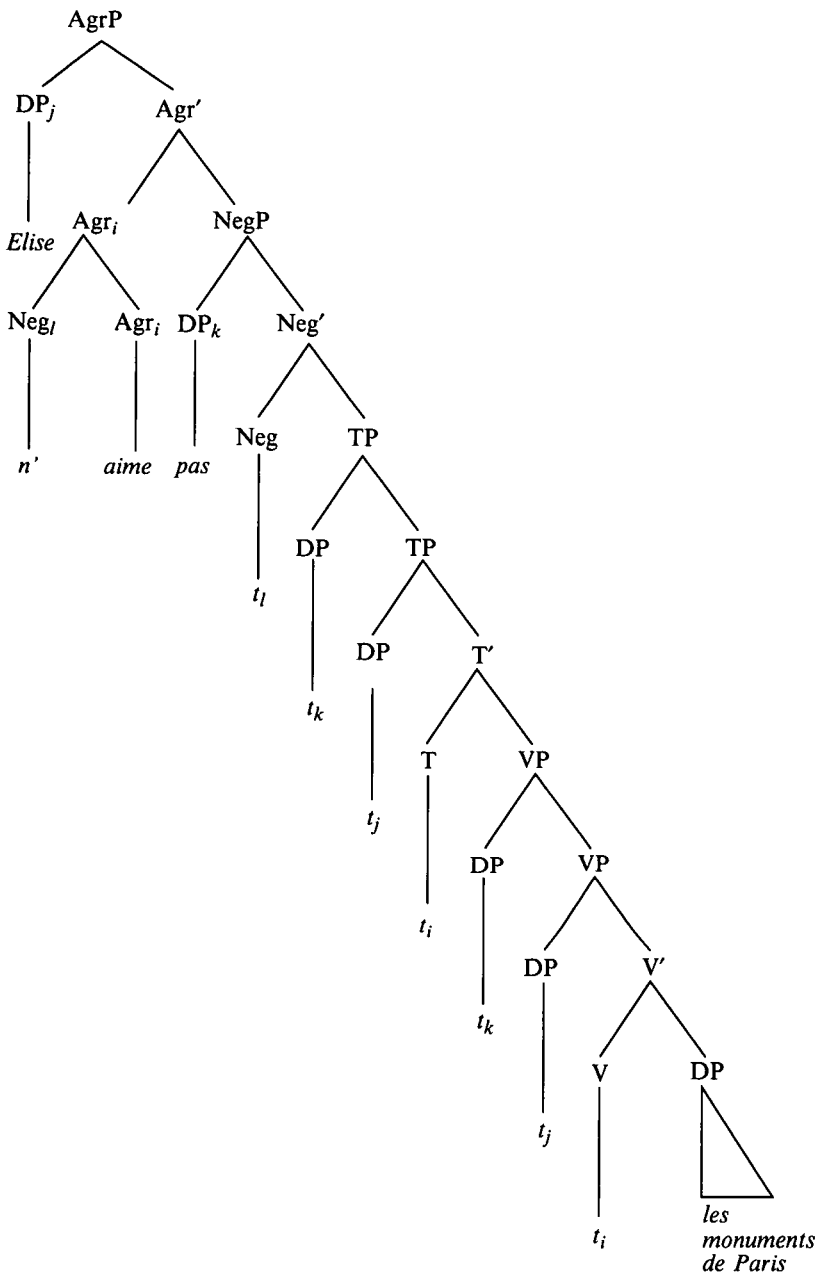 AgrP
DPⱼ Agr′
Elise Agrᵢ NegP
Negₗ Agrᵢ DPₖ Neg′
n' aime pas Neg TP
tₗ DP TP
tₖ DP T′
tⱼ T VP
tᵢ DP VP
tₖ DP V′
tⱼ V DP
tᵢ les
monuments
de Paris